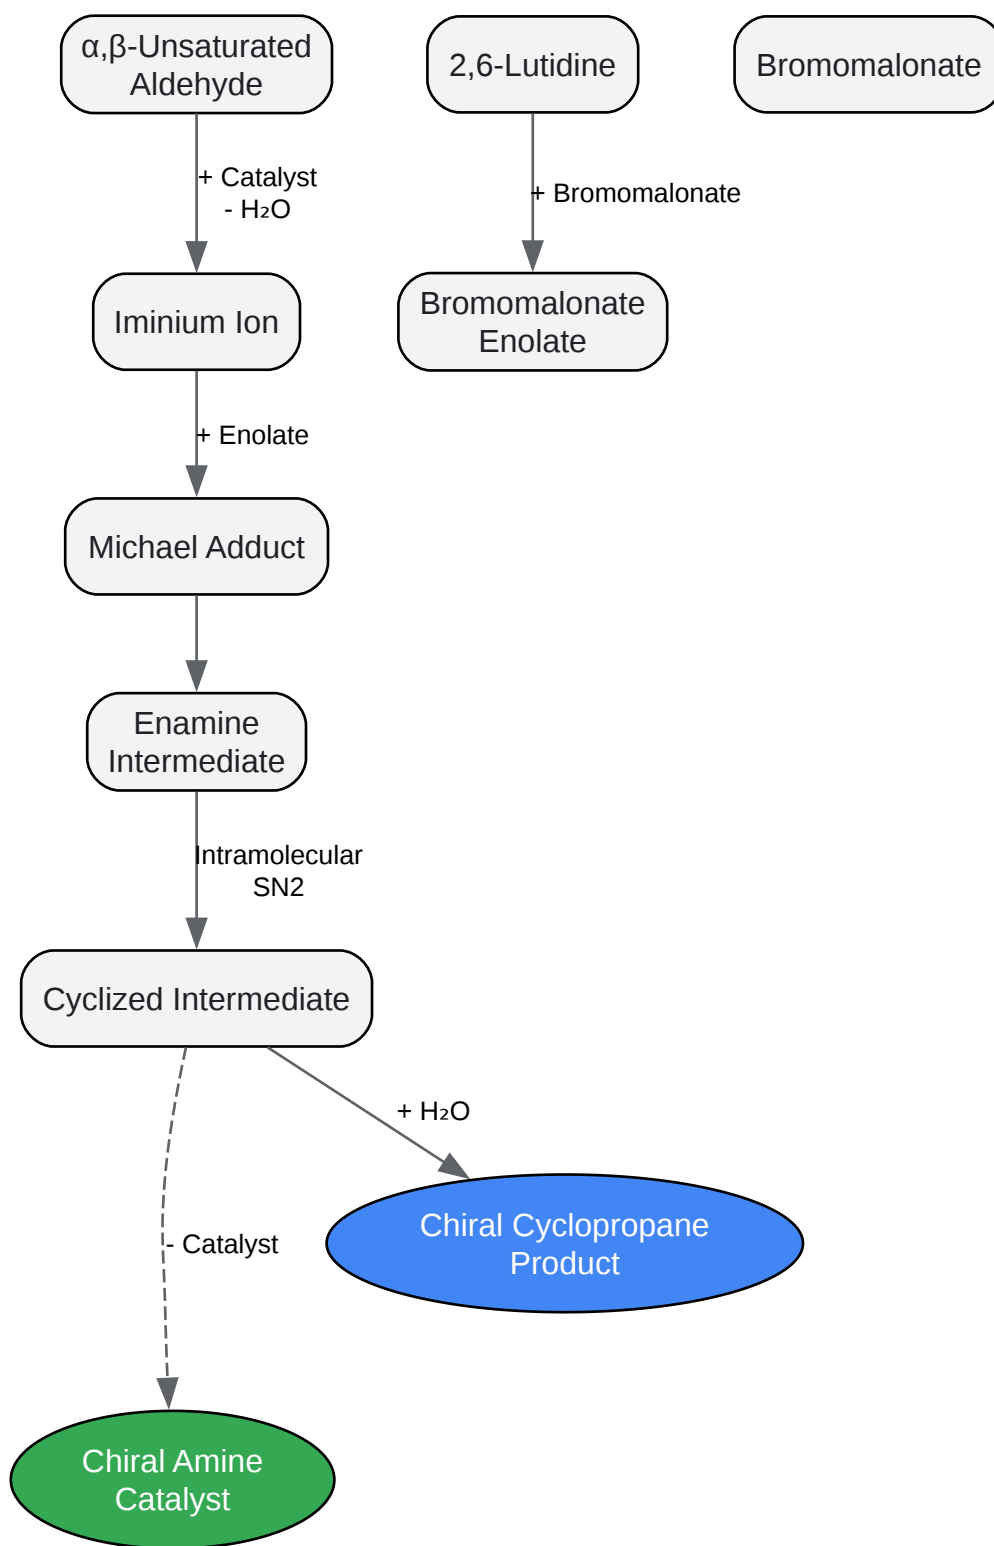 α,β-Unsaturated
Aldehyde
2,6-Lutidine
Bromomalonate
+ Catalyst
- H₂O
+ Bromomalonate
Iminium Ion
Bromomalonate
Enolate
+ Enolate
Michael Adduct
Enamine
Intermediate
Intramolecular
SN2
Cyclized Intermediate
+ H₂O
Chiral Cyclopropane
Product
- Catalyst
Chiral Amine
Catalyst